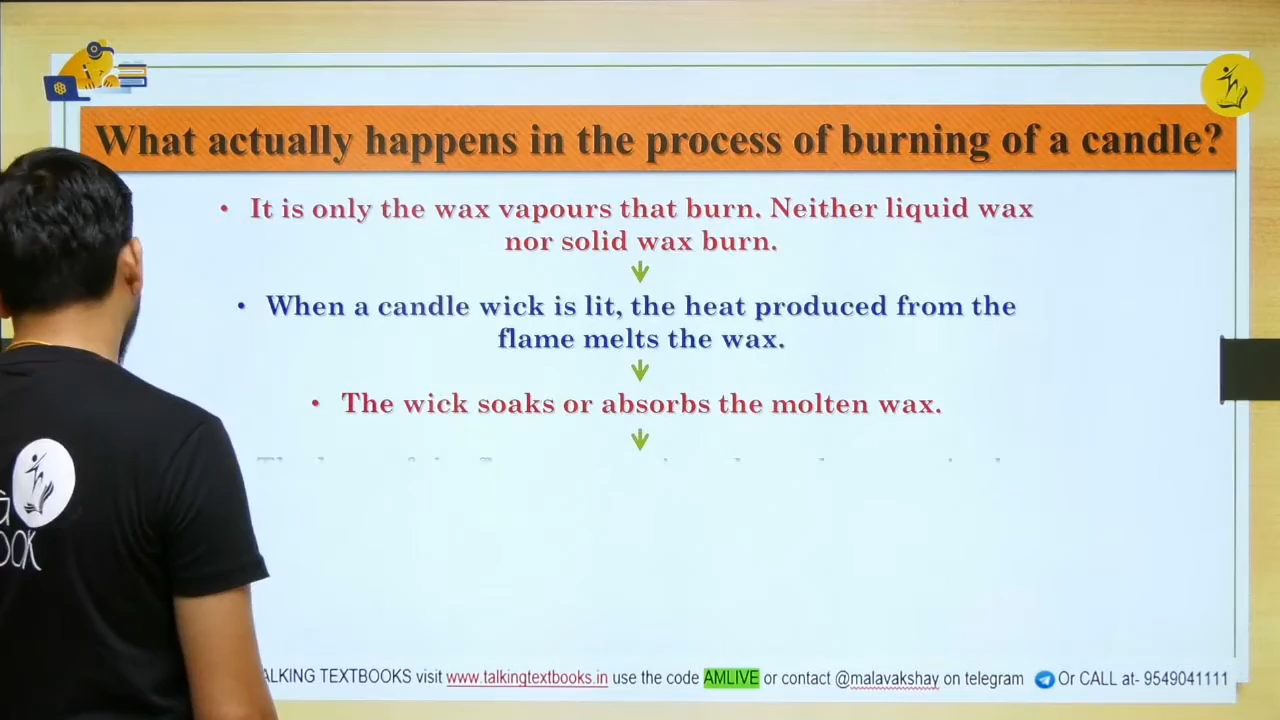 What actually happens in the process of burning of a candle?
• It is only the wax vapours that burn. Neither liquid wax
nor solid wax burn.
• When a candle wick is lit, the heat produced from the
flame melts the wax.
• The wick soaks or absorbs the molten wax.
ALKING TEXTBOOKS visit www.talkingtextbooks.in use the code AMLIVE or contact @malavakshay on telegram Or CALL at- 9549041111